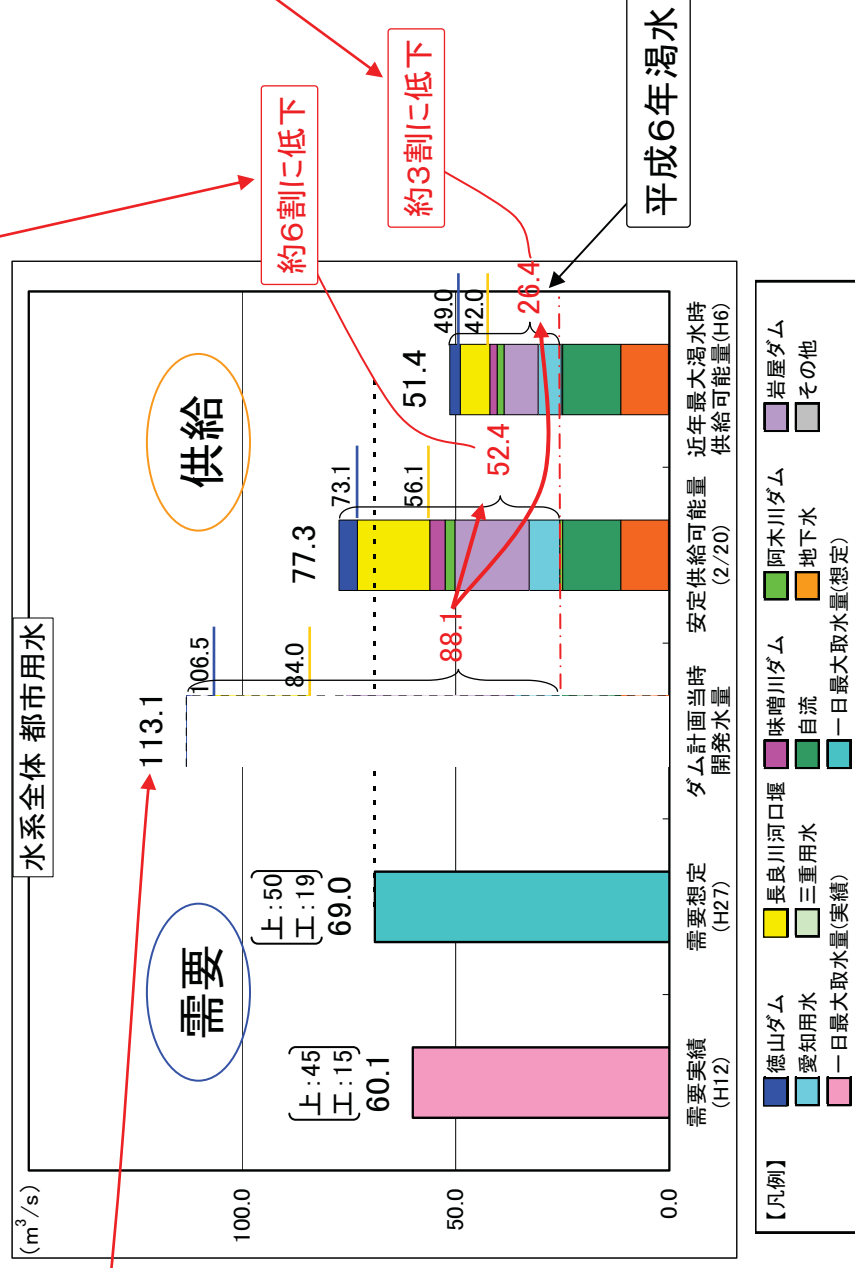 水系全体 都市用水
(m³/s)
100.0
50.0
0.0
需要
供給
上:45
工:15
60.1
上:50
工:19
69.0
113.1
106.5
84.0
88.1
77.3
73.1
56.1
52.4
51.4
49.0
42.0
26.4
約6割に低下
約3割に低下
平成6年渇水
需要実績
(H12)
需要想定
(H27)
ダム計画当時
開発水量
安定供給可能量
(2/20)
近年最大渇水時
供給可能量(H6)
【凡例】
徳山ダム 長良川河口堰 味噌川ダム 阿木川ダム 岩屋ダム
愛知用水 三重用水 自流 地下水 その他
一日最大取水量(実績) 一日最大取水量(想定)